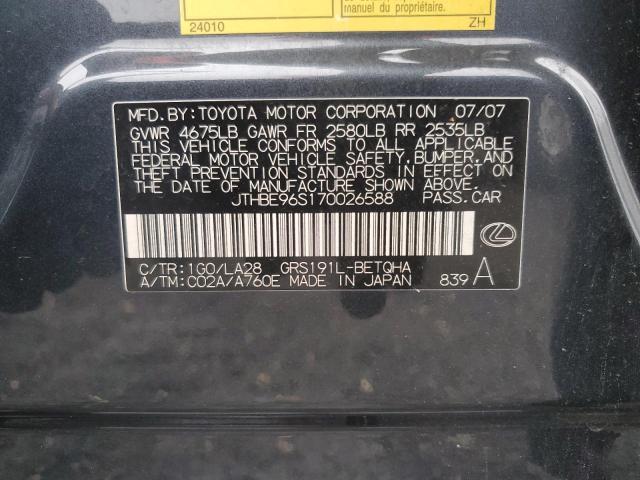 manuel du propriétaire.
24010 ZH
MFD.BY:TOYOTA MOTOR CORPORATION 07/07
GVWR 4675LB GAWR FR 2580LB RR 2535LB
THIS VEHICLE CONFORMS TO ALL APPLICABLE
FEDERAL MOTOR VEHICLE SAFETY,BUMPER,AND
THEFT PREVENTION STANDARDS IN EFFECT ON
THE DATE OF MANUFACTURE SHOWN ABOVE.
JTHBE96S170026588 PASS.CAR
C/TR:1G0/LA28 GRS191L-BETQHA
A/TM:C02A/A760E MADE IN JAPAN 839 A